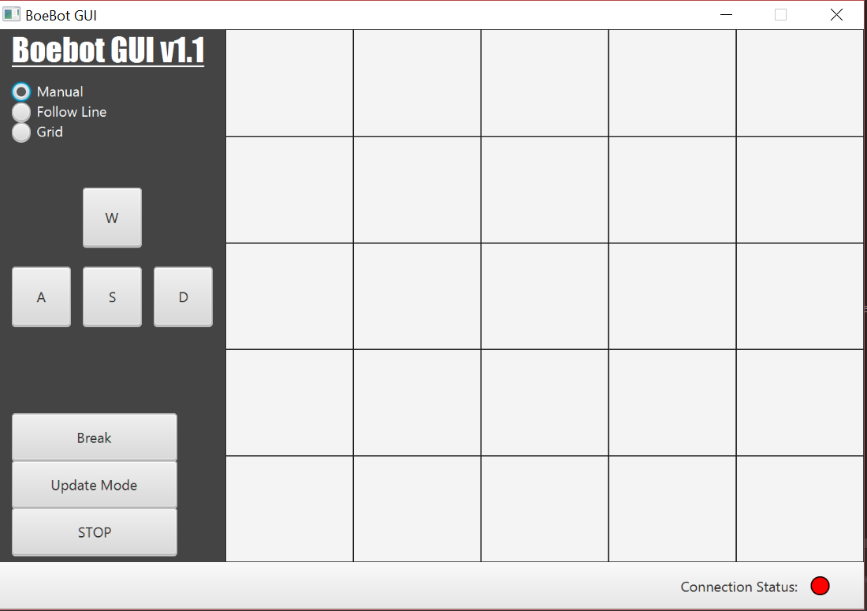 BoeBot GUI
Boebot GUI v1.1
Manual
Follow Line
Grid
W
A S D
Break
Update Mode
STOP
Connection Status: